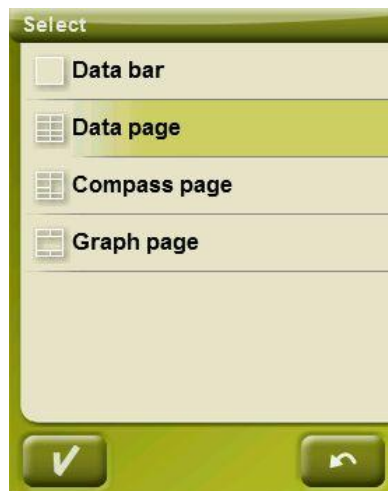 Select
Data bar
Data page
Compass page
Graph page